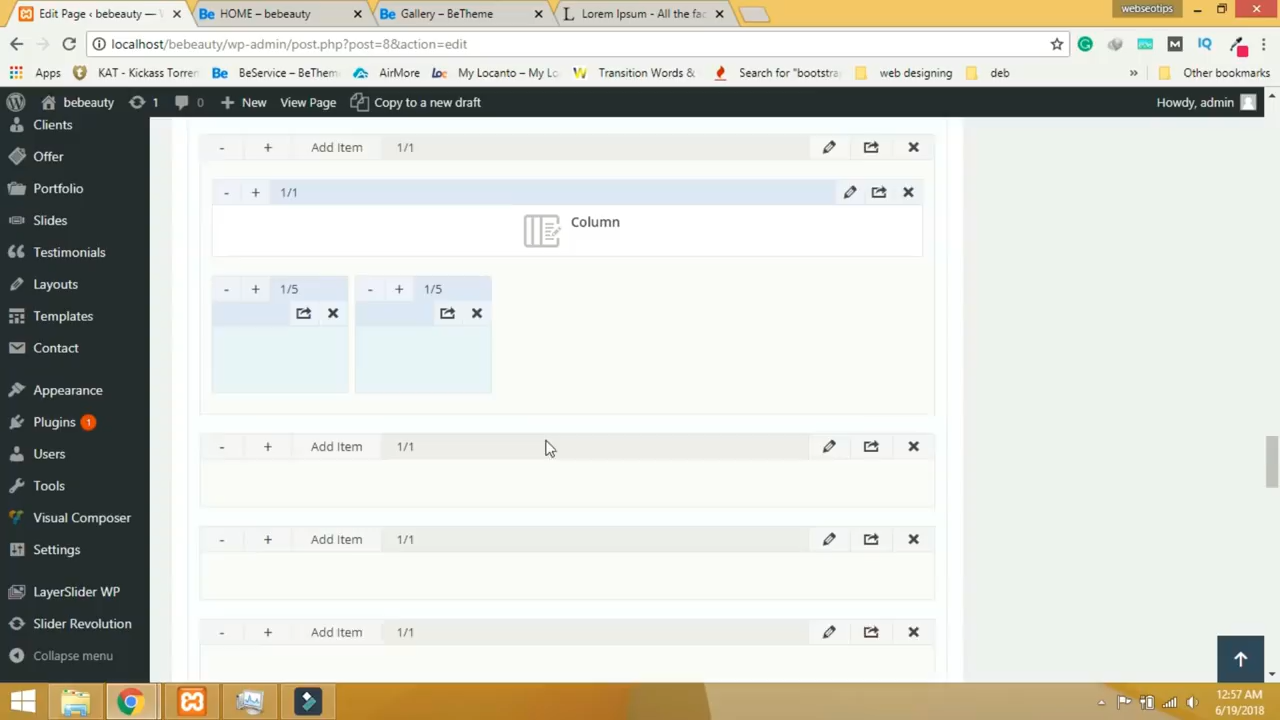 Edit Page ‹ bebeauty —
HOME – bebeauty
Gallery – BeTheme
Lorem Ipsum - All the fac
webseotips
localhost/bebeauty/wp-admin/post.php?post=8&action=edit
Apps
KAT - Kickass Torren
BeService – BeThem
AirMore
My Locanto – My Lo
Transition Words &
Search for "bootstra
web designing
deb
»
Other bookmarks
bebeauty
1
0
New
View Page
Copy to a new draft
Howdy, admin
Clients
Offer
Portfolio
Slides
Testimonials
Layouts
Templates
Contact
Appearance
Plugins 1
Users
Tools
Visual Composer
Settings
LayerSlider WP
Slider Revolution
Collapse menu
- + Add Item 1/1
- + 1/1
Column
- + 1/5
- + 1/5
- + Add Item 1/1
- + Add Item 1/1
- + Add Item 1/1
12:57 AM
6/19/2018